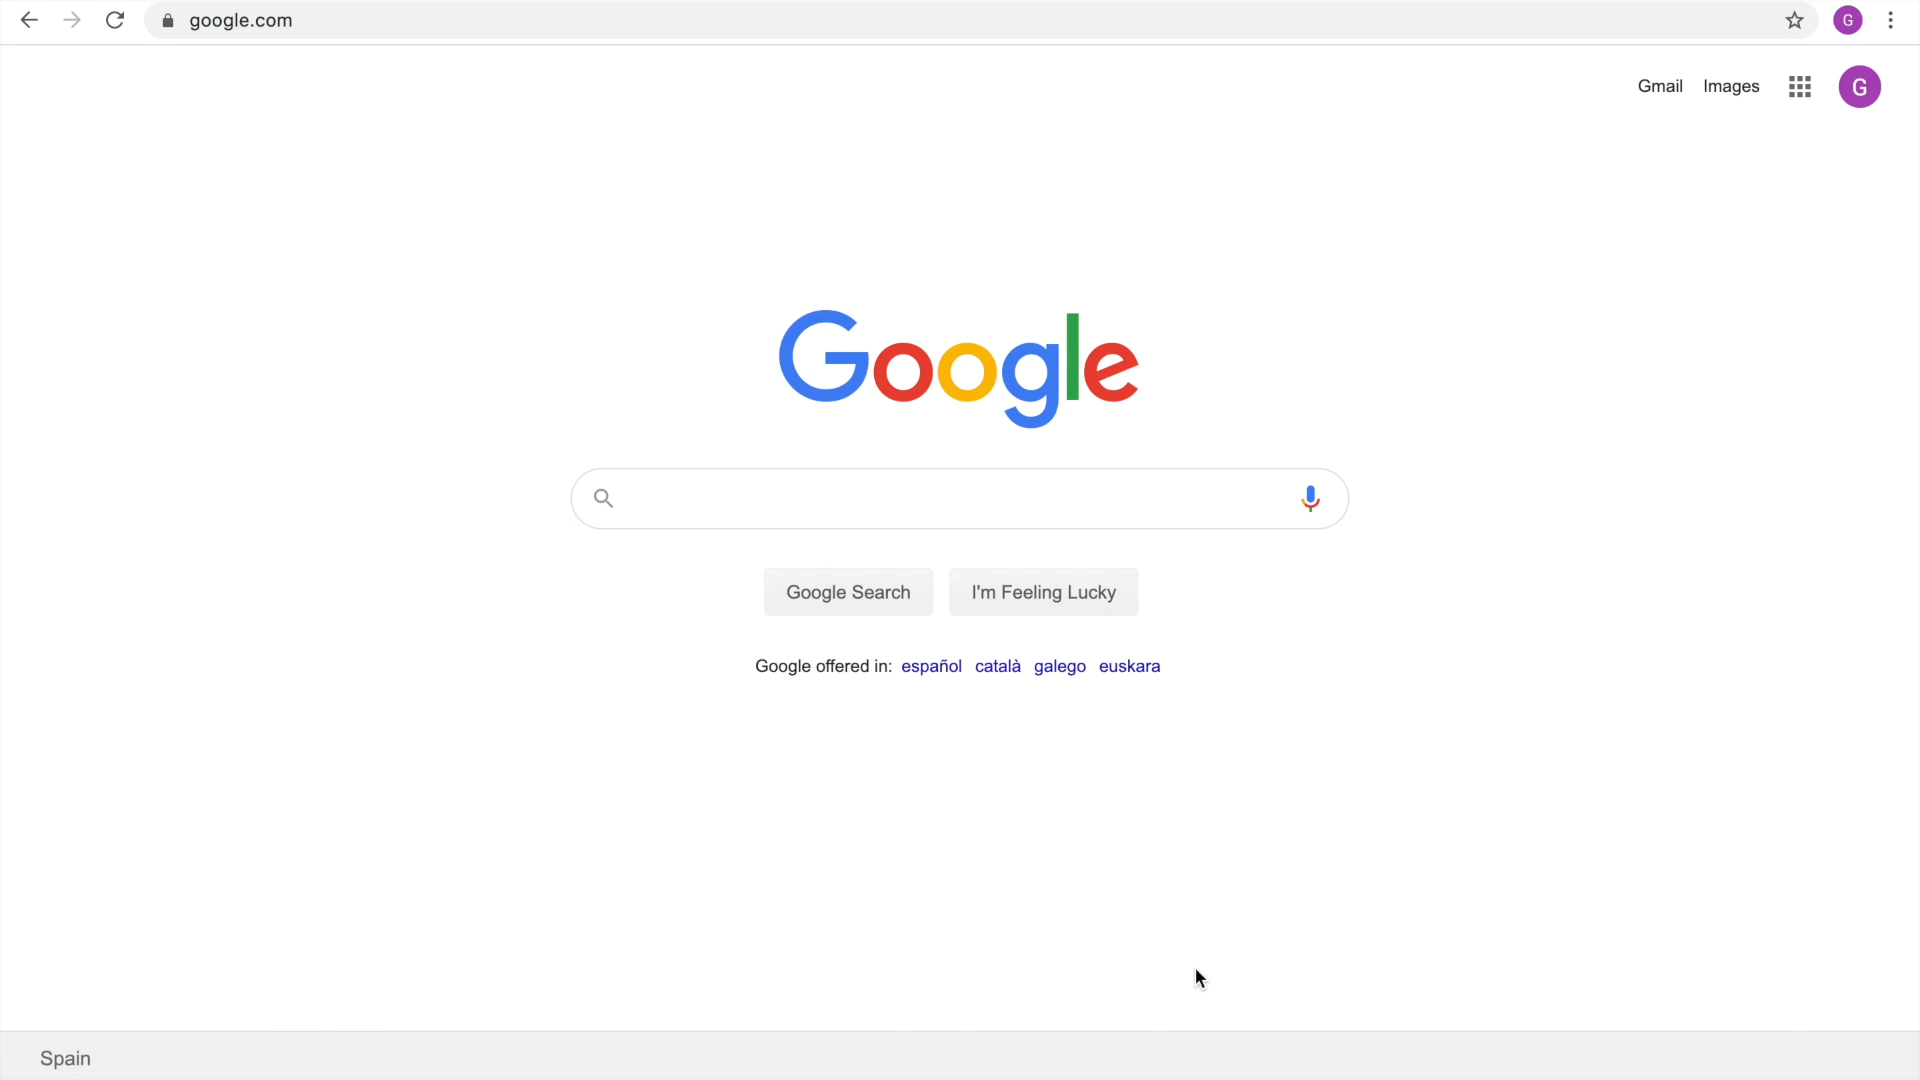 google.com
G
Gmail Images
G
Google
Google Search I'm Feeling Lucky
Google offered in: español català galego euskara
Spain